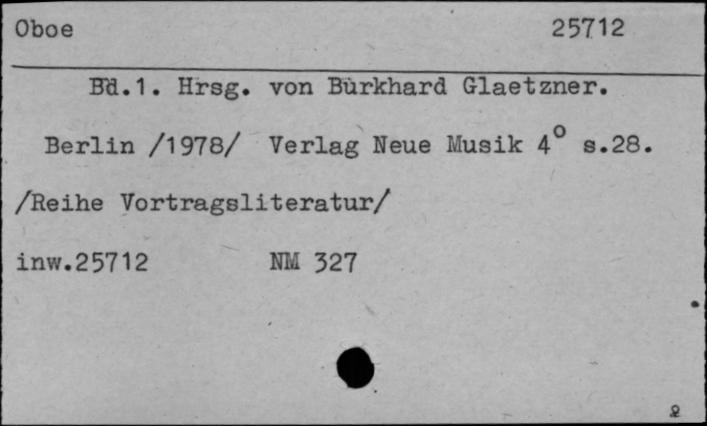 Oboe 25712
Bd.1. Hrsg. von Burkhard Glaetzner.
Berlin /1978/ Verlag Neue Musik 4° s.28.
/Reihe Vortragsliteratur/
inw.25712 NM 327